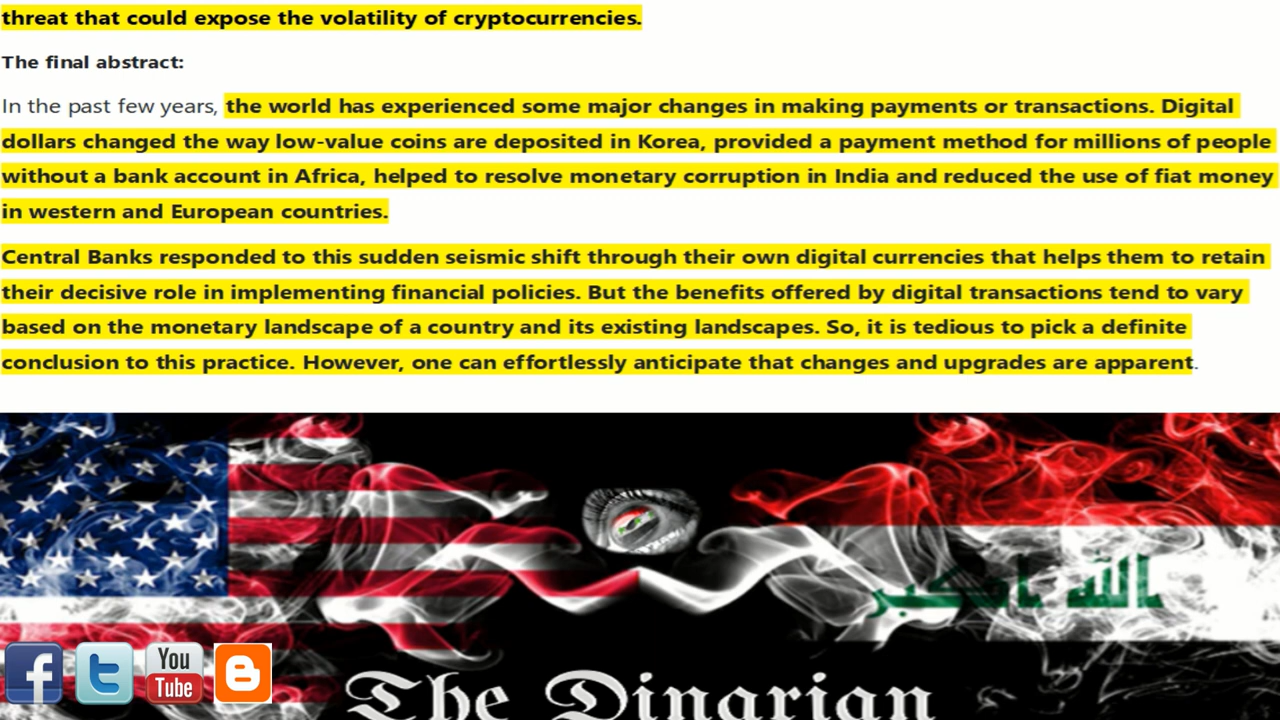 threat that could expose the volatility of cryptocurrencies.
The final abstract:
In the past few years, the world has experienced some major changes in making payments or transactions. Digital
dollars changed the way low-value coins are deposited in Korea, provided a payment method for millions of people
without a bank account in Africa, helped to resolve monetary corruption in India and reduced the use of fiat money
in western and European countries.
Central Banks responded to this sudden seismic shift through their own digital currencies that helps them to retain
their decisive role in implementing financial policies. But the benefits offered by digital transactions tend to vary
based on the monetary landscape of a country and its existing landscapes. So, it is tedious to pick a definite
conclusion to this practice. However, one can effortlessly anticipate that changes and upgrades are apparent.
الله اكبر
You
Tube
The Dinarian